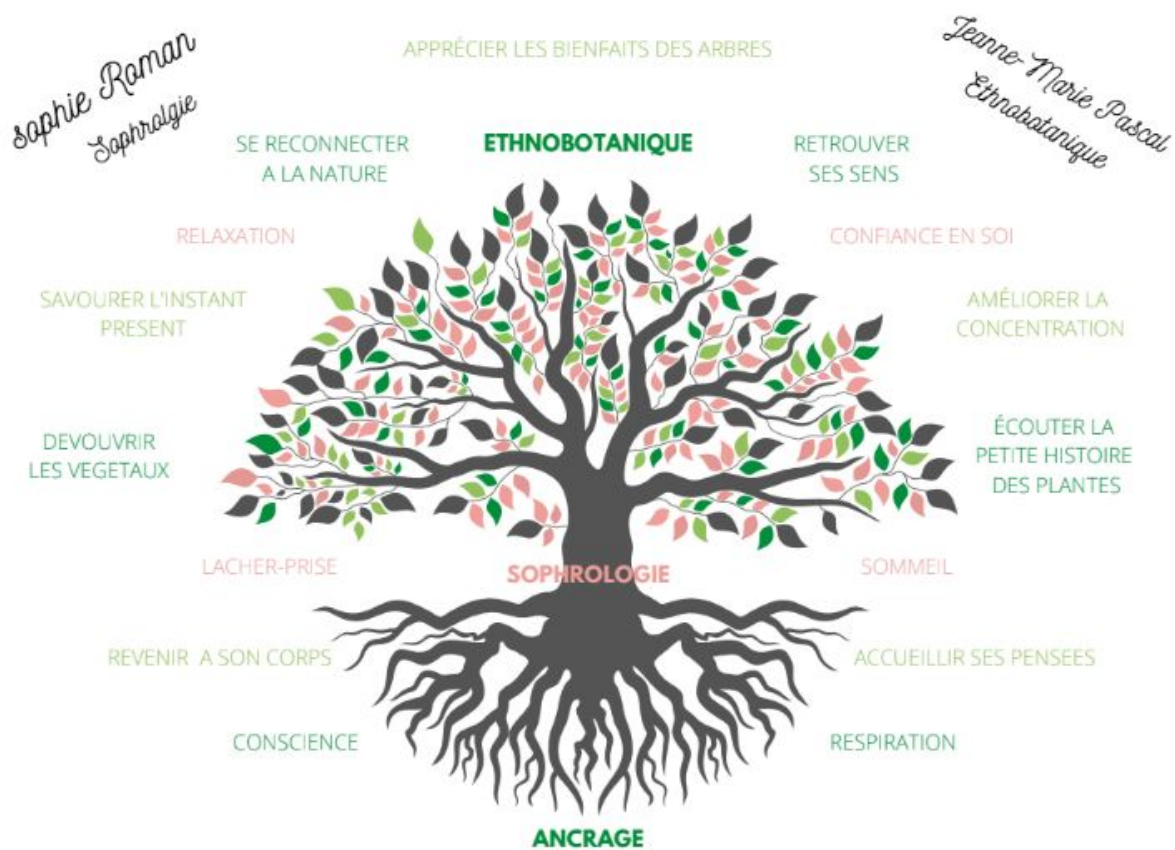 sophie Roman
Sophrolgie
APPRÉCIER LES BIENFAITS DES ARBRES
Jeanne-Marie Pascal
Ethnobotanique
SE RECONNECTER
A LA NATURE
ETHNOBOTANIQUE
RETROUVER
SES SENS
RELAXATION
CONFIANCE EN SOI
SAVOURER L'INSTANT
PRESENT
AMÉLIORER LA
CONCENTRATION
DEVOUVRIR
LES VEGETAUX
ÉCOUTER LA
PETITE HISTOIRE
DES PLANTES
LACHER-PRISE
SOPHROLOGIE
SOMMEIL
REVENIR A SON CORPS
ACCUEILLIR SES PENSEES
CONSCIENCE
RESPIRATION
ANCRAGE